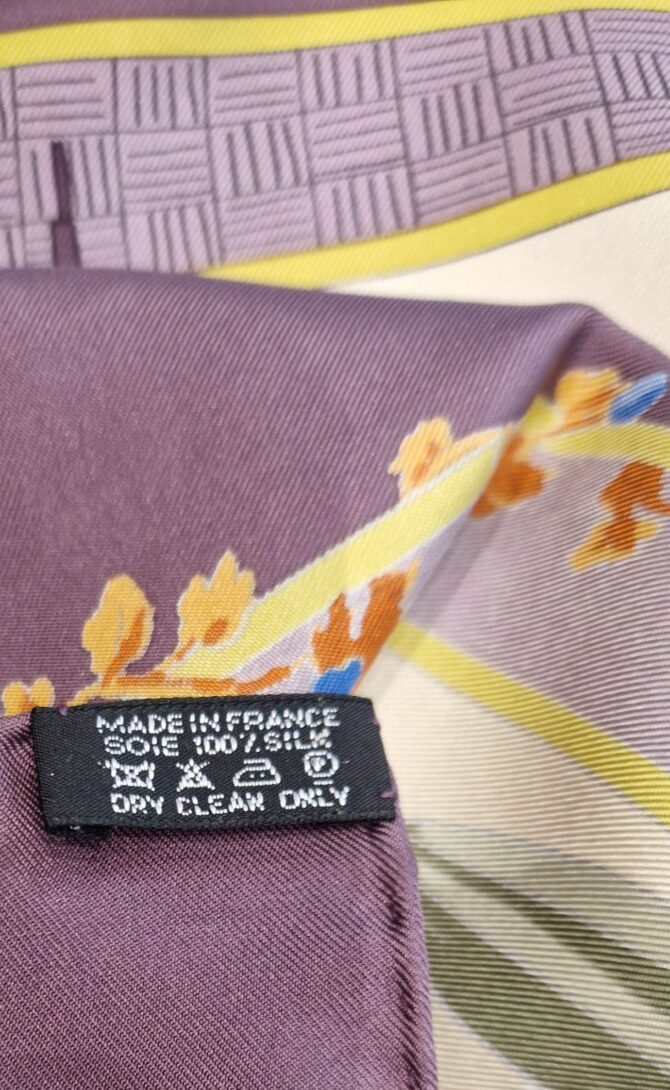 MADE IN FRANCE
SOIE 100% SILK
P
DRY CLEAN ONLY